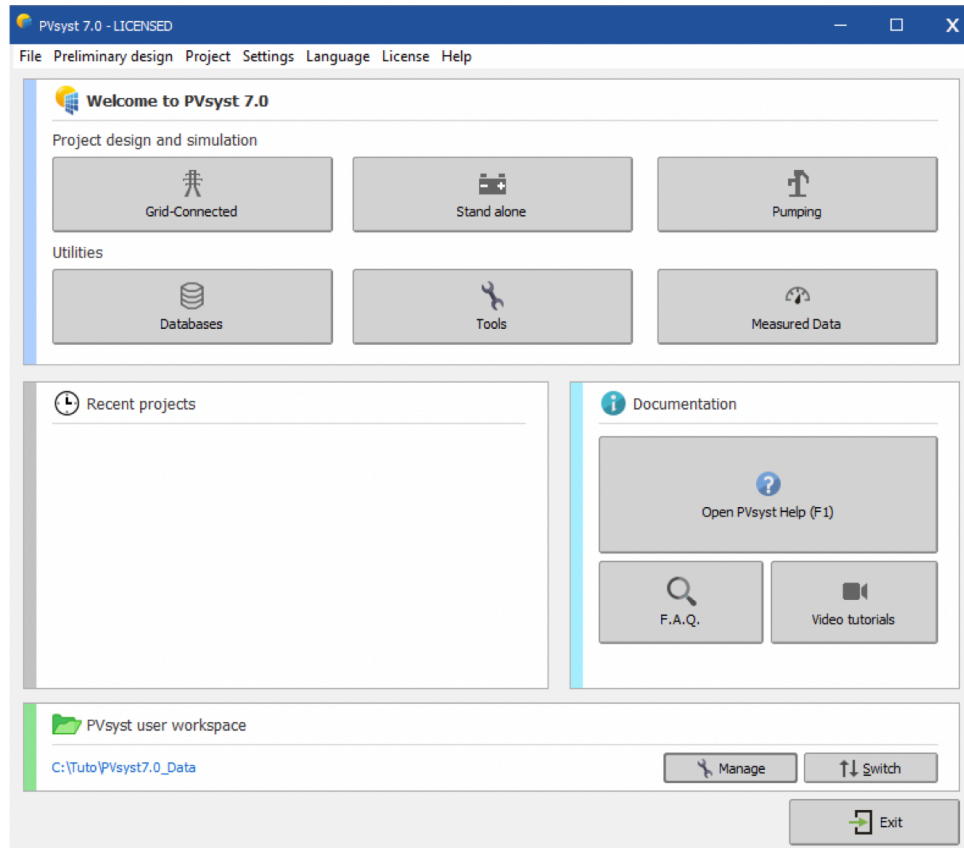 PVsyst 7.0 - LICENSED
File Preliminary design Project Settings Language License Help
Welcome to PVsyst 7.0
Project design and simulation
Grid-Connected
Stand alone
Pumping
Utilities
Databases
Tools
Measured Data
Recent projects
Documentation
Open PVsyst Help (F1)
F.A.Q.
Video tutorials
PVsyst user workspace
C:\Tuto\PVsyst7.0_Data
Manage
Switch
Exit